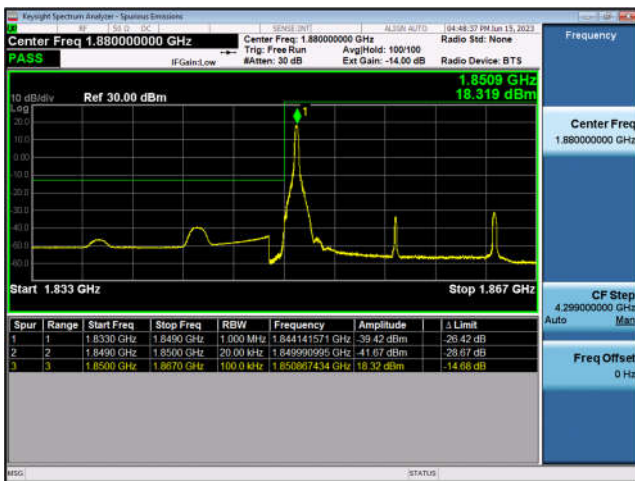 Keysight Spectrum Analyzer - Spurious Emissions
RF 50 Ω DC SENSE:INT ALIGN AUTO 04:48:37 PM Jun 15, 2023
Center Freq 1.880000000 GHz Center Freq: 1.880000000 GHz Radio Std: None Frequency
PASS Trig: Free Run Avg|Hold: 100/100
IFGain:Low #Atten: 30 dB Ext Gain: -14.00 dB Radio Device: BTS
1.8509 GHz
10 dB/div Ref 30.00 dBm 18.319 dBm
Log
20.0
10.0
0.00
-10.0
-20.0
-30.0
-40.0
-50.0
-60.0
1
Center Freq
1.880000000 GHz
Start 1.833 GHz Stop 1.867 GHz
CF Step
4.299000000 GHz
Auto Man
Spur Range Start Freq Stop Freq RBW Frequency Amplitude Δ Limit
1 1 1.8330 GHz 1.8490 GHz 1.000 MHz 1.844141571 GHz -39.42 dBm -26.42 dB
2 2 1.8490 GHz 1.8500 GHz 20.00 kHz 1.849990995 GHz -41.67 dBm -28.67 dB
3 3 1.8500 GHz 1.8670 GHz 100.0 kHz 1.850867434 GHz 18.32 dBm -14.68 dB
Freq Offset
0 Hz
MSG STATUS